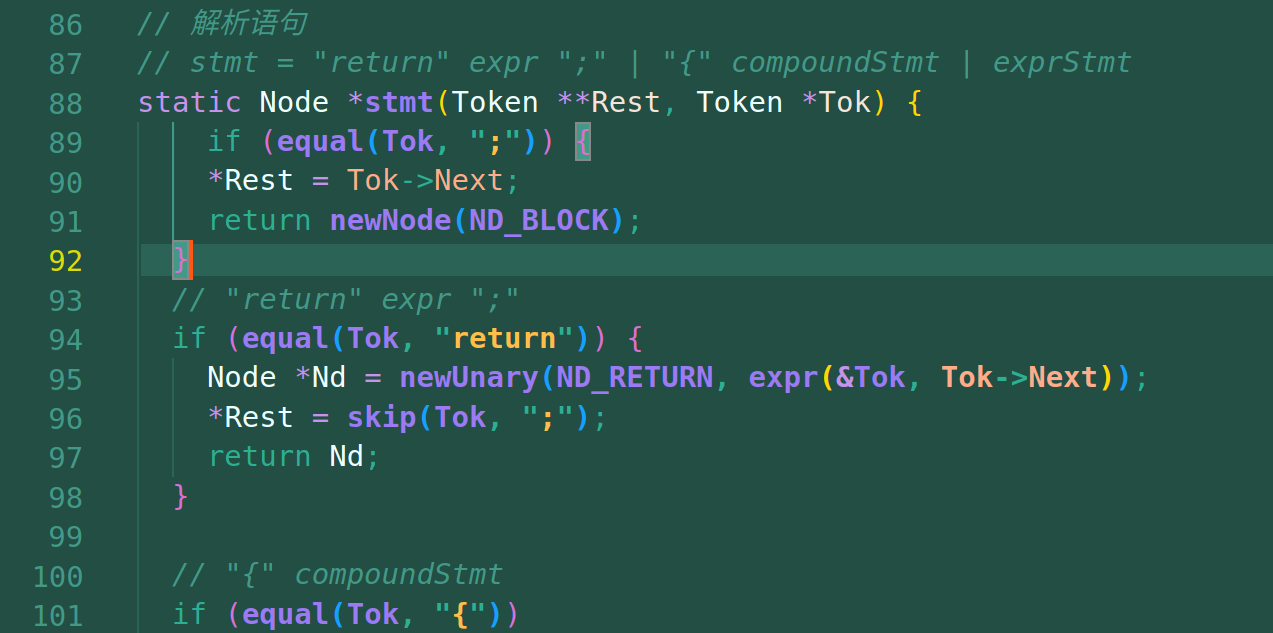 86 // 解析语句
87 // stmt = "return" expr ";" | "{" compoundStmt | exprStmt
88 static Node *stmt(Token **Rest, Token *Tok) {
89 if (equal(Tok, ";")) {
90 *Rest = Tok->Next;
91 return newNode(ND_BLOCK);
92 }
93 // "return" expr ";"
94 if (equal(Tok, "return")) {
95 Node *Nd = newUnary(ND_RETURN, expr(&Tok, Tok->Next));
96 *Rest = skip(Tok, ";");
97 return Nd;
98 }
99
100 // "{" compoundStmt
101 if (equal(Tok, "{"))